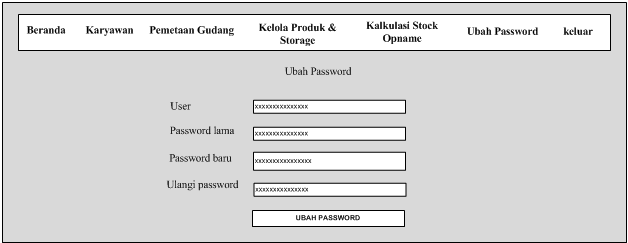 Beranda Karyawan Pemetaan Gudang Kelola Produk & Storage Kalkulasi Stock Opname Ubah Password keluar
Ubah Password
User xxxxxxxxxxxxxxx
Password lama xxxxxxxxxxxxxxx
Password baru xxxxxxxxxxxxxxxx
Ulangi password xxxxxxxxxxxxxxx
UBAH PASSWORD